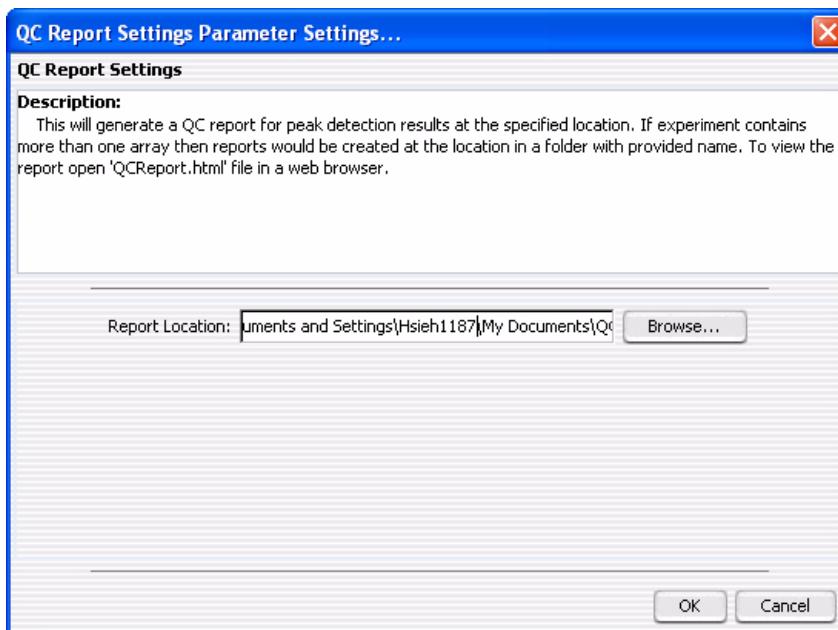 QC Report Settings Parameter Settings...
QC Report Settings
Description:
This will generate a QC report for peak detection results at the specified location. If experiment contains
more than one array then reports would be created at the location in a folder with provided name. To view the
report open 'QCReport.html' file in a web browser.
Report Location: uments and Settings\Hsieh1187\My Documents\QC Browse...
OK Cancel